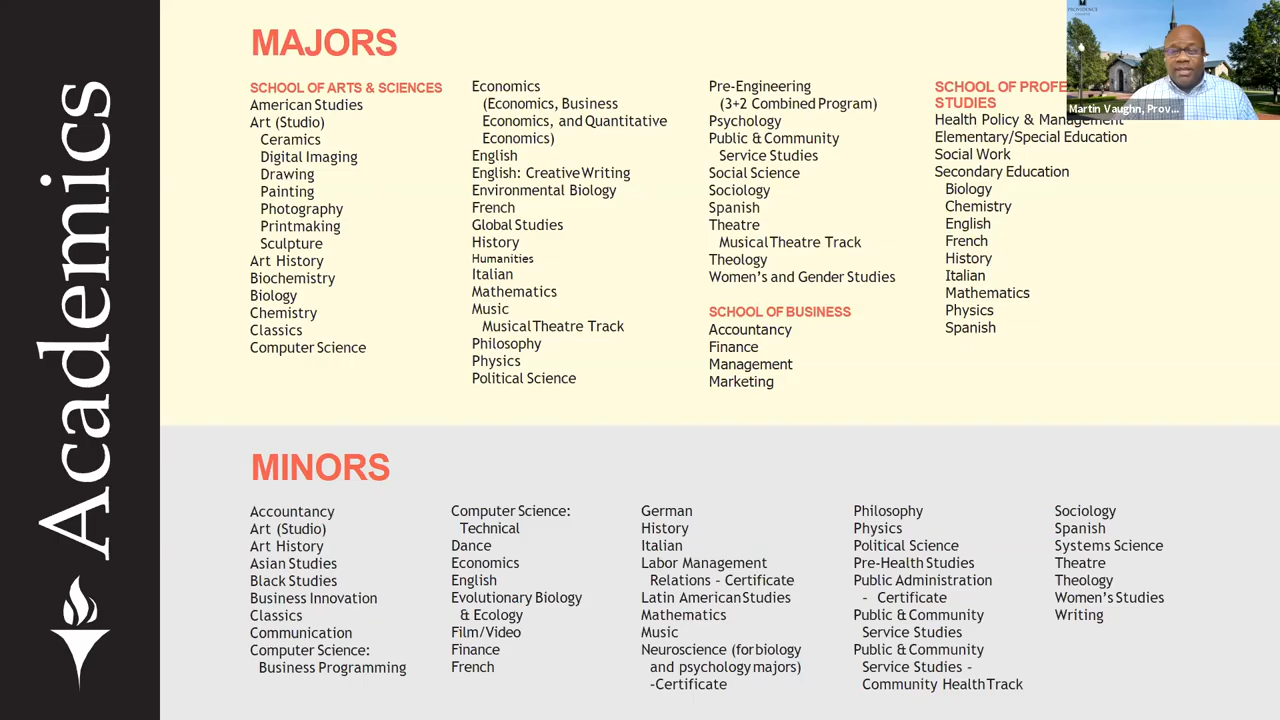 Academics
MAJORS
SCHOOL OF ARTS & SCIENCES
American Studies
Art (Studio)
Ceramics
Digital Imaging
Drawing
Painting
Photography
Printmaking
Sculpture
Art History
Biochemistry
Biology
Chemistry
Classics
Computer Science
Economics
(Economics, Business
Economics, and Quantitative
Economics)
English
English: Creative Writing
Environmental Biology
French
Global Studies
History
Humanities
Italian
Mathematics
Music
Musical Theatre Track
Philosophy
Physics
Political Science
Pre-Engineering
(3+2 Combined Program)
Psychology
Public & Community
Service Studies
Social Science
Sociology
Spanish
Theatre
Musical Theatre Track
Theology
Women's and Gender Studies
SCHOOL OF BUSINESS
Accountancy
Finance
Management
Marketing
SCHOOL OF PROFE
STUDIES
Health Policy & Management
Elementary/Special Education
Social Work
Secondary Education
Biology
Chemistry
English
French
History
Italian
Mathematics
Physics
Spanish
PROVIDENCE
Martin Vaughn, Prov...
MINORS
Accountancy
Art (Studio)
Art History
Asian Studies
Black Studies
Business Innovation
Classics
Communication
Computer Science:
Business Programming
Computer Science:
Technical
Dance
Economics
English
Evolutionary Biology
& Ecology
Film/Video
Finance
French
German
History
Italian
Labor Management
Relations - Certificate
Latin American Studies
Mathematics
Music
Neuroscience (for biology
and psychology majors)
-Certificate
Philosophy
Physics
Political Science
Pre-Health Studies
Public Administration
- Certificate
Public & Community
Service Studies
Public & Community
Service Studies -
Community Health Track
Sociology
Spanish
Systems Science
Theatre
Theology
Women's Studies
Writing